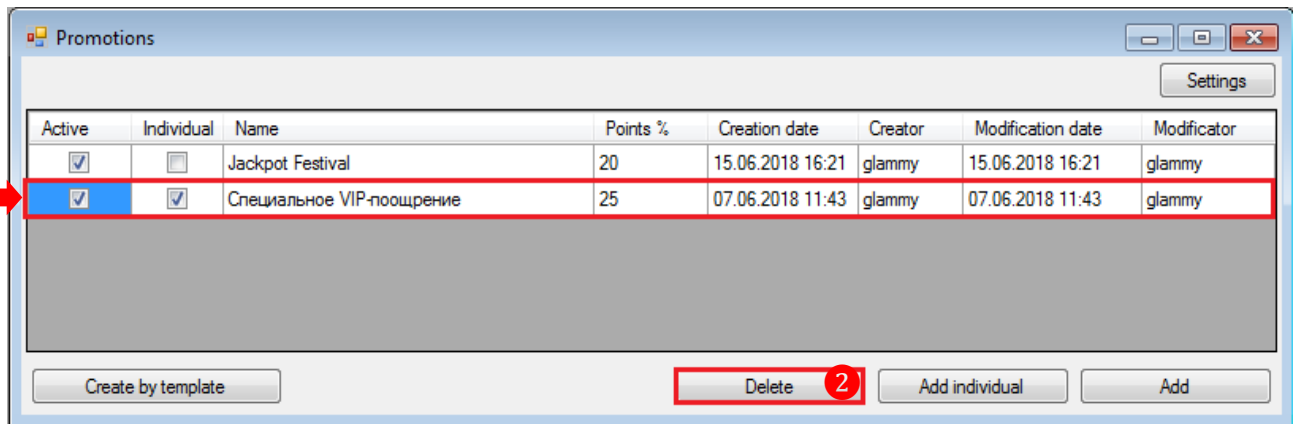 Promotions
Settings
Active Individual Name Points % Creation date Creator Modification date Modificator
Jackpot Festival 20 15.06.2018 16:21 glammy 15.06.2018 16:21 glammy
Специальное VIP-поощрение 25 07.06.2018 11:43 glammy 07.06.2018 11:43 glammy
Create by template Delete 2 Add individual Add